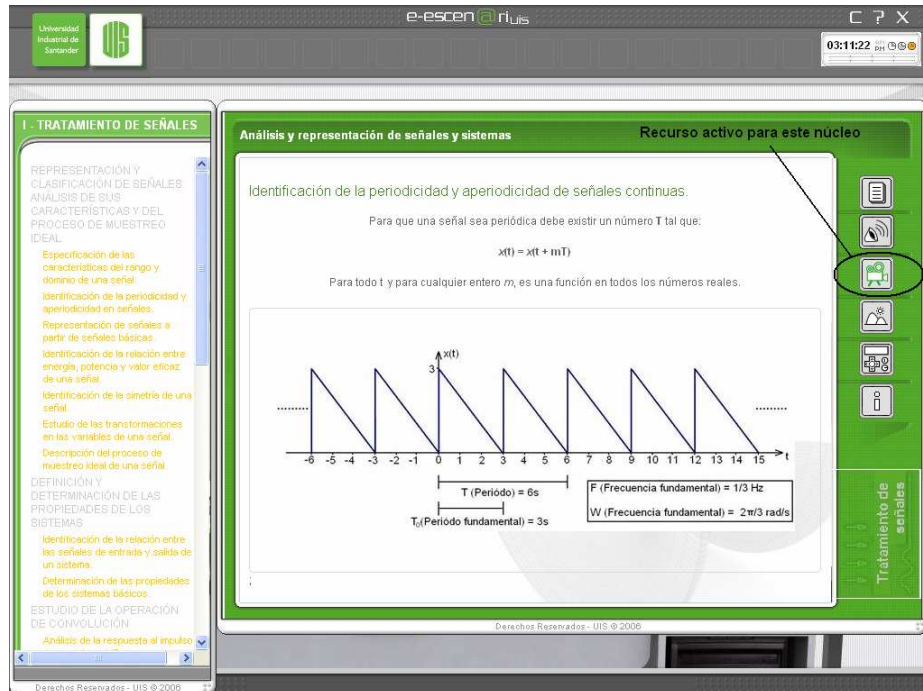 e-escen@ri UIS
C ? X
Universidad
Industrial de
Santander
UIS
03:11:22 PM
I - TRATAMIENTO DE SEÑALES
REPRESENTACIÓN Y
CLASIFICACIÓN DE SEÑALES
ANÁLISIS DE SUS
CARACTERÍSTICAS Y DEL
PROCESO DE MUESTREO
IDEAL
Especificación de las
características del rango y
dominio de una señal.
Identificación de la periodicidad y
aperiodicidad en señales.
Representación de señales a
partir de señales básicas.
Identificación de la relación entre
energía, potencia y valor eficaz
de una señal.
Identificación de la simetría de una
señal.
Estudio de las transformaciones
en las variables de una señal.
Descripción del proceso de
muestreo ideal de una señal.
DEFINICIÓN Y
DETERMINACIÓN DE LAS
PROPIEDADES DE LOS
SISTEMAS
Identificación de la relación entre
las señales de entrada y salida de
un sistema.
Determinación de las propiedades
de los sistemas básicos.
ESTUDIO DE LA OPERACIÓN
DE CONVOLUCIÓN
Análisis de la respuesta al impulso
Derechos Reservados - UIS © 2006
Análisis y representación de señales y sistemas
Recurso activo para este núcleo
Identificación de la periodicidad y aperiodicidad de señales continuas.
Para que una señal sea periódica debe existir un número T tal que:
x(t) = x(t + mT)
Para todo t y para cualquier entero m, es una función en todos los números reales.
x(t)
3
-6 -5 -4 -3 -2 -1 0 1 2 3 4 5 6 7 8 9 10 11 12 13 14 15 t
T (Periódo) = 6s
T₀(Periódo fundamental) = 3s
F (Frecuencia fundamental) = 1/3 Hz
W (Frecuencia fundamental) = 2π/3 rad/s
Tratamiento de
señales
Derechos Reservados - UIS © 2006